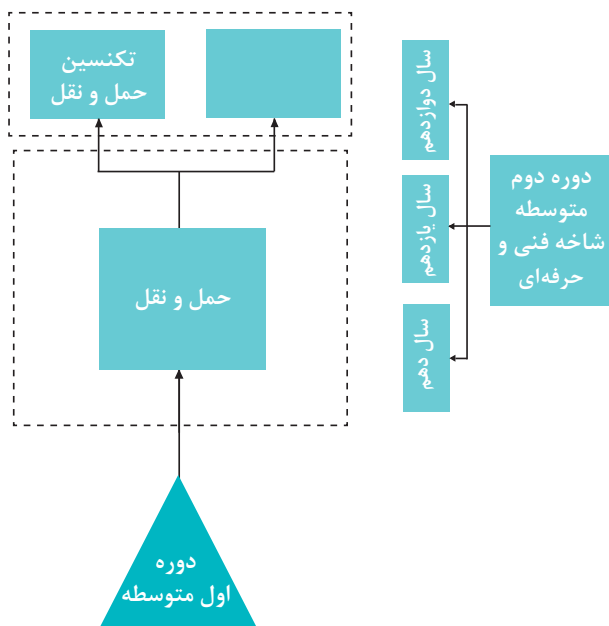 تکنسین
حمل و نقل
سال دوازدهم
دوره دوم
متوسطه
شاخه فنی و
حرفه‌ای
سال یازدهم
حمل و نقل
سال دهم
دوره
اول متوسطه